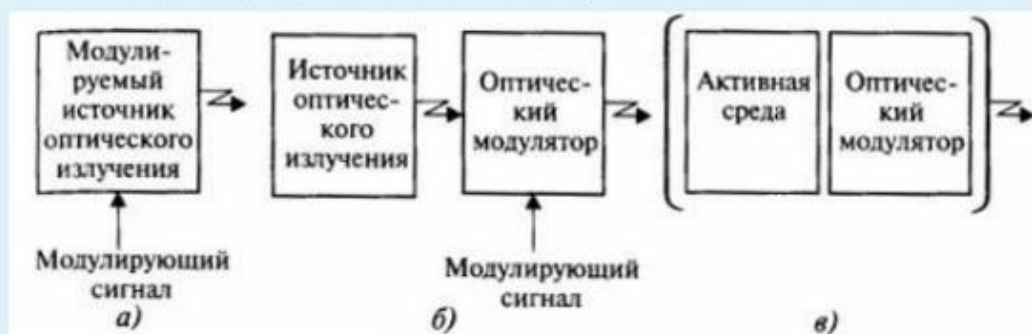 Модули-
руемый
источник
оптического
излучения
Модулирующий
сигнал
а)
Источник
оптичес-
кого
излучения
Оптичес-
кий
модулятор
Модулирующий
сигнал
б)
Активная
среда
Оптичес-
кий
модулятор
в)